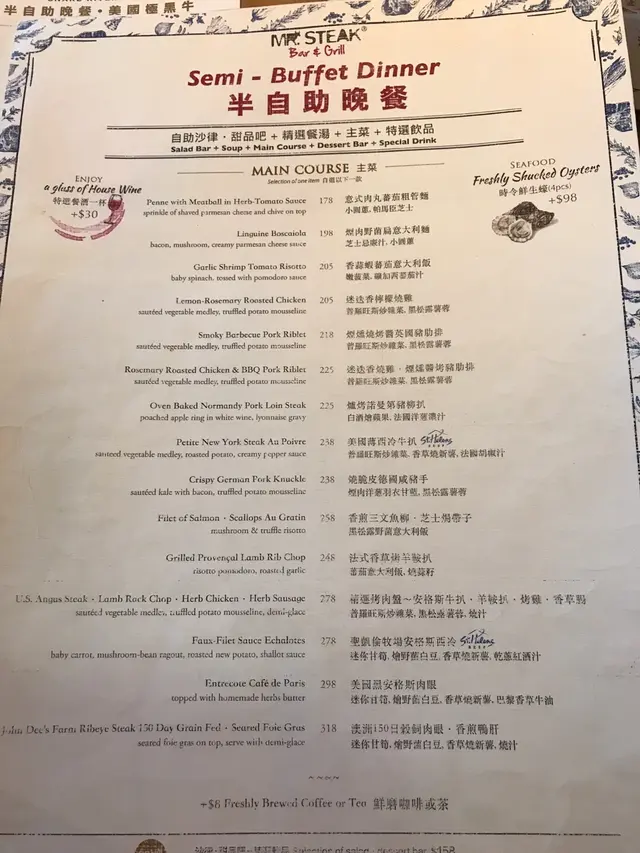 半自助晚餐・美國極黑牛
MR. STEAK®
Bar & Grill
Semi - Buffet Dinner
半自助晚餐
自助沙律・甜品吧 + 精選餐湯 + 主菜 + 特選飲品
Salad Bar + Soup + Main Course + Dessert Bar + Special Drink
MAIN COURSE 主菜
Selection of one item 自選以下一款
ENJOY
a glass of House Wine
特選餐酒一杯
+$30
SEAFOOD
Freshly Shucked Oysters
時令鮮生蠔(4pcs)
+$98
Penne with Meatball in Herb-Tomato Sauce 178 意式肉丸蕃茄粗管麵
sprinkle of shaved parmesan cheese and chive on top 小圓蔥, 帕馬臣芝士
Linguine Boscaiola 198 煙肉野菌扁意大利麵
bacon, mushroom, creamy parmesan cheese sauce 芝士忌廉汁, 小圓蔥
Garlic Shrimp Tomato Risotto 205 香蒜蝦蕃茄意大利飯
baby spinach, tossed with pomodoro sauce 嫩菠菜,
Lemon-Rosemary Roasted Chicken 205 迷迭香檸檬燒雞
sautéed vegetable medley, truffled potato mousseline 普羅旺斯炒雜菜, 黑松露薯蓉
Smoky Barbecue Pork Riblet 218 煙燻燒烤醬英國豬肋排
sautéed vegetable medley, truffled potato mousseline 普羅旺斯炒雜菜, 黑松露薯蓉
Rosemary Roasted Chicken & BBQ Pork Riblet 225 迷迭香燒雞・煙燻醬烤豬肋排
sautéed vegetable medley, truffled potato mousseline 普羅旺斯炒雜菜, 黑松露薯蓉
Oven Baked Normandy Pork Loin Steak 225 爐烤諾曼第豬柳扒
poached apple ring in white wine, lyonnaise gravy 白酒燴蘋果, 法國洋蔥濃汁
Petite New York Steak Au Poivre 238 美國薄西冷牛扒 St. Helens
sauteed vegetable medley, roasted potato, creamy pepper sauce 普羅旺斯炒雜菜, 香草燒新薯, 法國胡椒汁
Crispy German Pork Knuckle 238 燒脆皮德國咸豬手
sautéed kale with bacon, truffled potato mousseline 煙肉洋蔥羽衣甘藍, 黑松露薯蓉
Filet of Salmon · Scallops Au Gratin 258 香煎三文魚柳・芝士焗帶子
mushroom & truffle risotto 黑松露野菌意大利飯
Grilled Provençal Lamb Rib Chop 248 法式香草焗羊鞍扒
risotto pomodoro, roasted garlic 蕃茄意大利飯, 燒蒜籽
U.S. Angus Steak · Lamb Rack Chop · Herb Chicken · Herb Sausage 278 精選烤肉盤～安格斯牛扒・羊鞍扒・烤雞・香草腸
sautéed vegetable medley, truffled potato mousseline, demi-glace 普羅旺斯炒雜菜, 黑松露薯蓉, 燒汁
Faux-Filet Sauce Echalotes 278 聖凱倫牧場安格斯西冷 St. Helens
baby carrot, mushroom-bean ragout, roasted new potato, shallot sauce 迷你甘筍, 燴野菌白豆, 香草燒新薯, 乾蔥紅酒汁
Entrecote Café de Paris 298 美國黑安格斯肉眼
topped with homemade herbs butter 迷你甘筍, 燴野菌白豆, 香草燒新薯, 巴黎香草牛油
John Dee's Farm Ribeye Steak 150 Day Grain Fed · Seared Foie Gras 318 澳洲150日穀飼肉眼・香煎鴨肝
seared foie gras on top, serve with demi-glace 迷你甘筍, 燴野菌白豆, 香草燒新薯, 燒汁
~~~~
+$8 Freshly Brewed Coffee or Tea 鮮磨咖啡或茶
Selection of salad, dessert bar $158